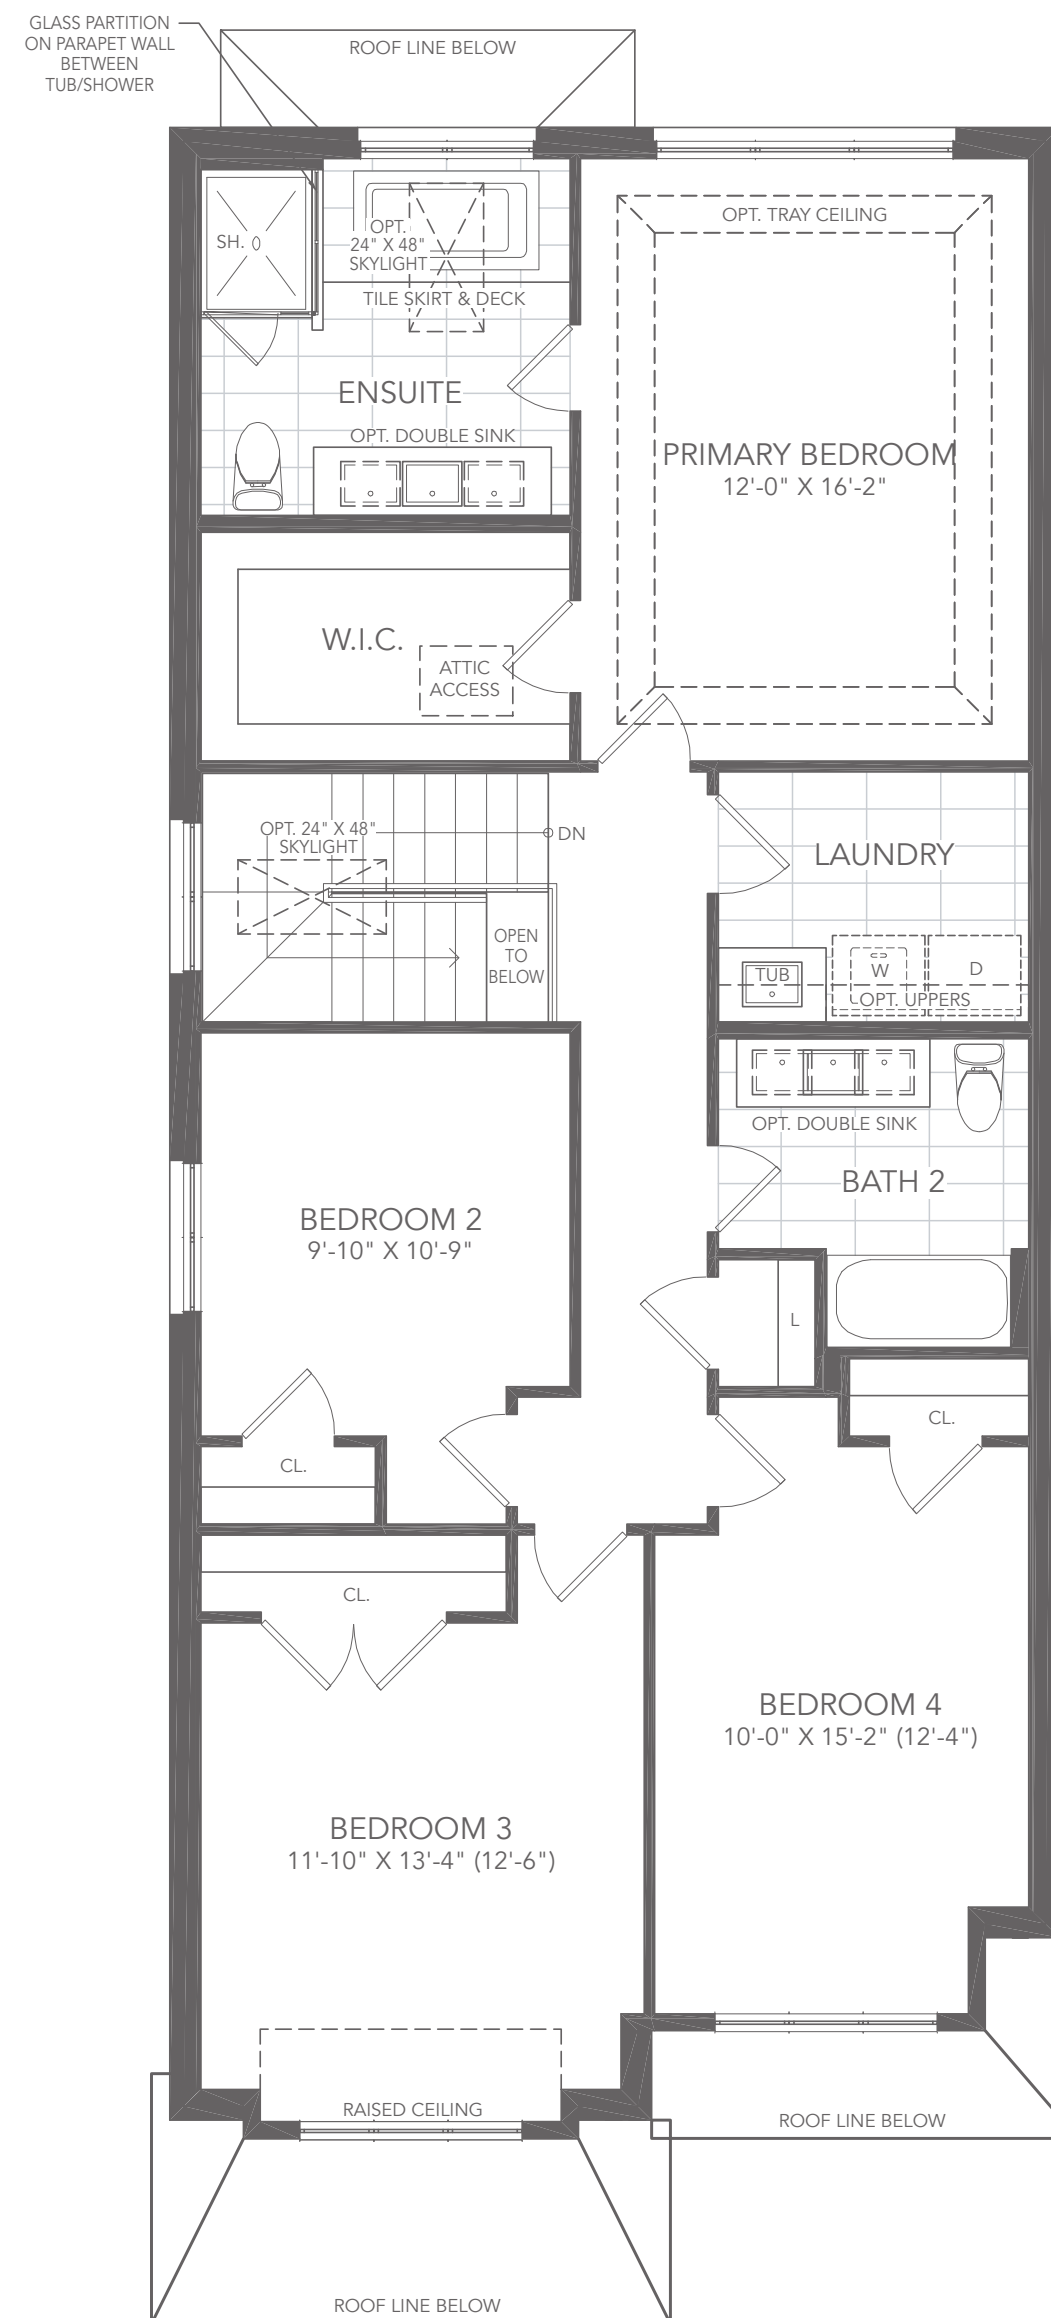 GLASS PARTITION
ON PARAPET WALL
BETWEEN
TUB/SHOWER
ROOF LINE BELOW
OPT. TRAY CEILING
SH.
OPT.
24" X 48"
SKYLIGHT
TILE SKIRT & DECK
ENSUITE
OPT. DOUBLE SINK
PRIMARY BEDROOM
12'-0" X 16'-2"
W.I.C.
ATTIC
ACCESS
OPT. 24" X 48"
SKYLIGHT
DN
LAUNDRY
OPEN
TO
BELOW
TUB
W
D
OPT. UPPERS
OPT. DOUBLE SINK
BATH 2
BEDROOM 2
9'-10" X 10'-9"
L
CL.
CL.
CL.
BEDROOM 4
10'-0" X 15'-2" (12'-4")
BEDROOM 3
11'-10" X 13'-4" (12'-6")
RAISED CEILING
ROOF LINE BELOW
ROOF LINE BELOW